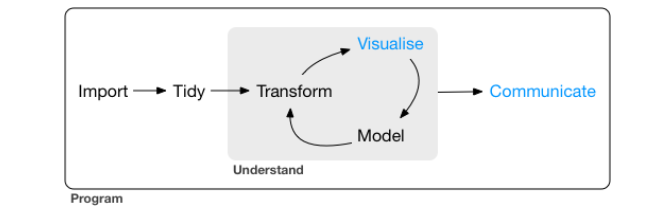 Visualise
Import
Tidy
Transform
Communicate
Model
Understand
Program